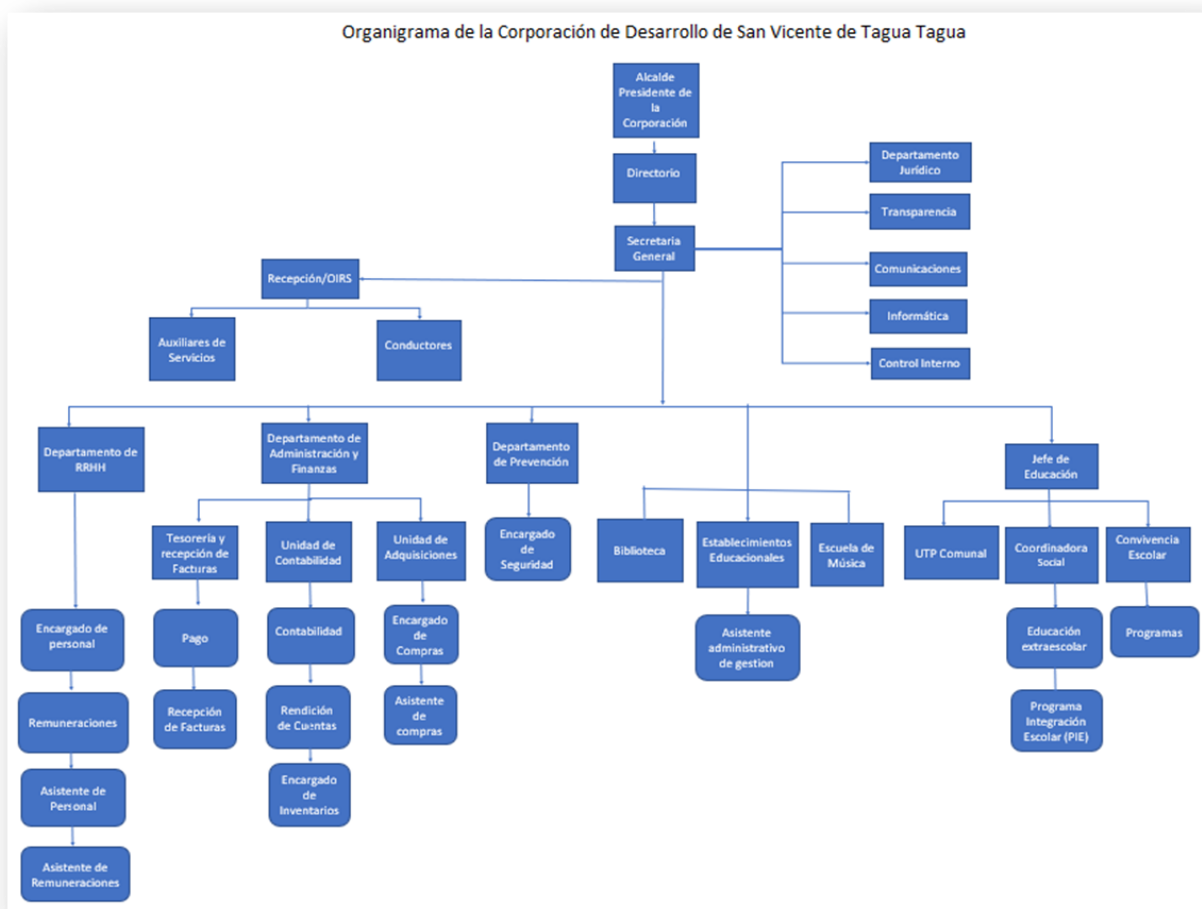 Organigrama de la Corporación de Desarrollo de San Vicente de Tagua Tagua
Alcalde
Presidente de
la
Corporación
Directorio
Secretaria
General
Departamento
Jurídico
Transparencia
Comunicaciones
Informática
Control Interno
Recepción/OIRS
Auxiliares de
Servicios
Conductores
Departamento de
RRHH
Departamento de
Administración y
Finanzas
Departamento
de Prevención
Jefe de
Educación
Tesorería y
recepción de
Facturas
Unidad de
Contabilidad
Unidad de
Adquisiciones
Encargado
de
Seguridad
Biblioteca
Establecimientos
Educacionales
Escuela de
Música
UTP Comunal
Coordinadora
Social
Convivencia
Escolar
Encargado de
personal
Pago
Contabilidad
Encargado
de
Compras
Asistente
administrativo
de gestion
Educación
extraescolar
Programas
Remuneraciones
Recepción
de Facturas
Rendición
de Cuentas
Asistente
de
compras
Programa
Integración
Escolar (PIE)
Asistente de
Personal
Encargado
de
Inventarios
Asistente de
Remuneraciones